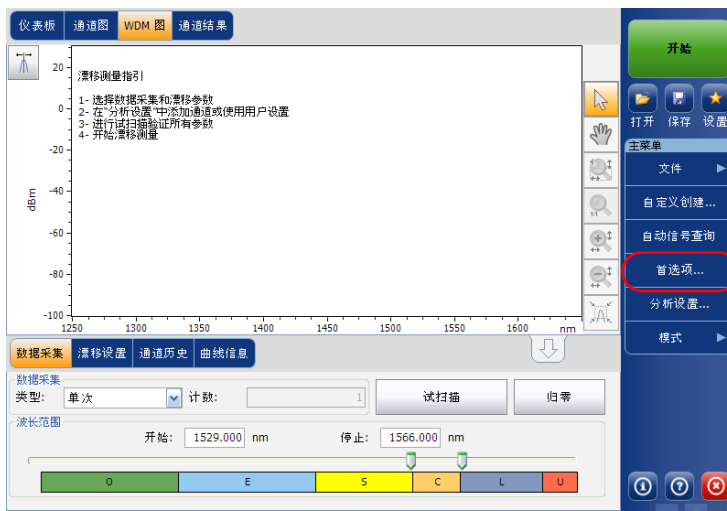 仪表板 通道图 WDM 图 通道结果
开始
20
0
-20
-40
-60
-80
-100
dBm
漂移测量指引
1- 选择数据采集和漂移参数
2- 在"分析设置"中添加通道或使用用户设置
3- 进行试扫描验证所有参数
4- 开始漂移测量
1:1
1250 1300 1350 1400 1450 1500 1550 1600 nm
打开 保存 设置
主菜单
文件
自定义创建...
自动信号查询
首选项...
分析设置...
模式
数据采集 漂移设置 通道历史 曲线信息
数据采集
类型: 单次 计数: 1 试扫描 归零
波长范围
开始: 1529.000 nm 停止: 1566.000 nm
O E S C L U